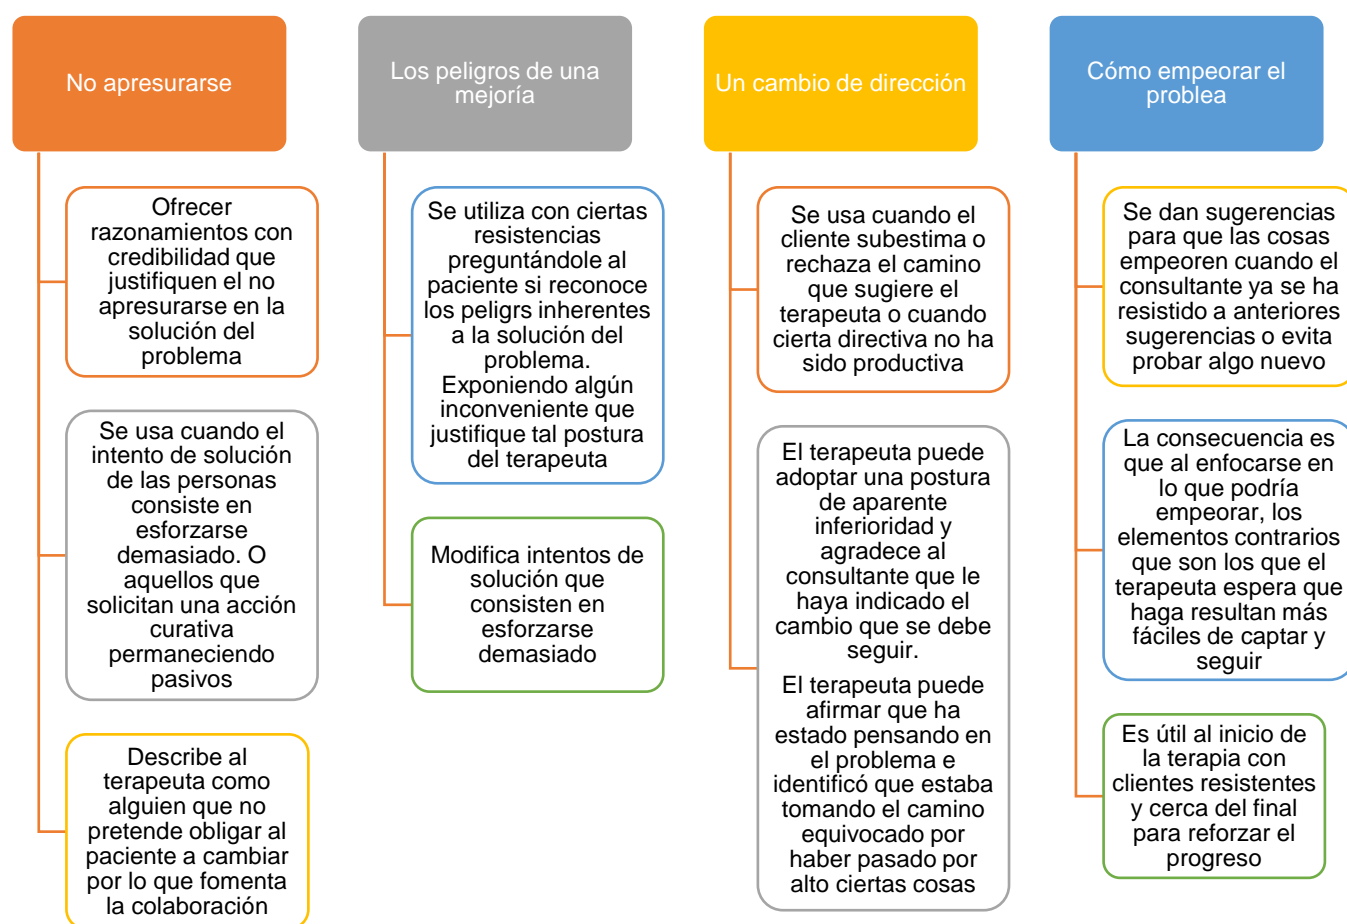 No apresurarse
Ofrecer
razonamientos con
credibilidad que
justifiquen el no
apresurarse en la
solución del
problema
Se usa cuando el
intento de solución
de las personas
consiste en
esforzarse
demasiado. O
aquellos que
solicitan una acción
curativa
permaneciendo
pasivos
Describe al
terapeuta como
alguien que no
pretende obligar al
paciente a cambiar
por lo que fomenta
la colaboración
Los peligros de una
mejoría
Se utiliza con ciertas
resistencias
preguntándole al
paciente si reconoce
los peligrs inherentes
a la solución del
problema.
Exponiendo algún
inconveniente que
justifique tal postura
del terapeuta
Modifica intentos de
solución que
consisten en
esforzarse
demasiado
Un cambio de dirección
Se usa cuando el
cliente subestima o
rechaza el camino
que sugiere el
terapeuta o cuando
cierta directiva no ha
sido productiva
El terapeuta puede
adoptar una postura
de aparente
inferioridad y
agradece al
consultante que le
haya indicado el
cambio que se debe
seguir.
El terapeuta puede
afirmar que ha
estado pensando en
el problema e
identificó que estaba
tomando el camino
equivocado por
haber pasado por
alto ciertas cosas
Cómo empeorar el
problea
Se dan sugerencias
para que las cosas
empeoren cuando el
consultante ya se ha
resistido a anteriores
sugerencias o evita
probar algo nuevo
La consecuencia es
que al enfocarse en
lo que podría
empeorar, los
elementos contrarios
que son los que el
terapeuta espera que
haga resultan más
fáciles de captar y
seguir
Es útil al inicio de
la terapia con
clientes resistentes
y cerca del final
para reforzar el
progreso